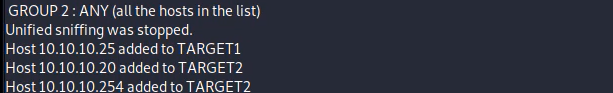 GROUP 2 : ANY (all the hosts in the list)
Unified sniffing was stopped.
Host 10.10.10.25 added to TARGET1
Host 10.10.10.20 added to TARGET2
Host 10.10.10.254 added to TARGET2